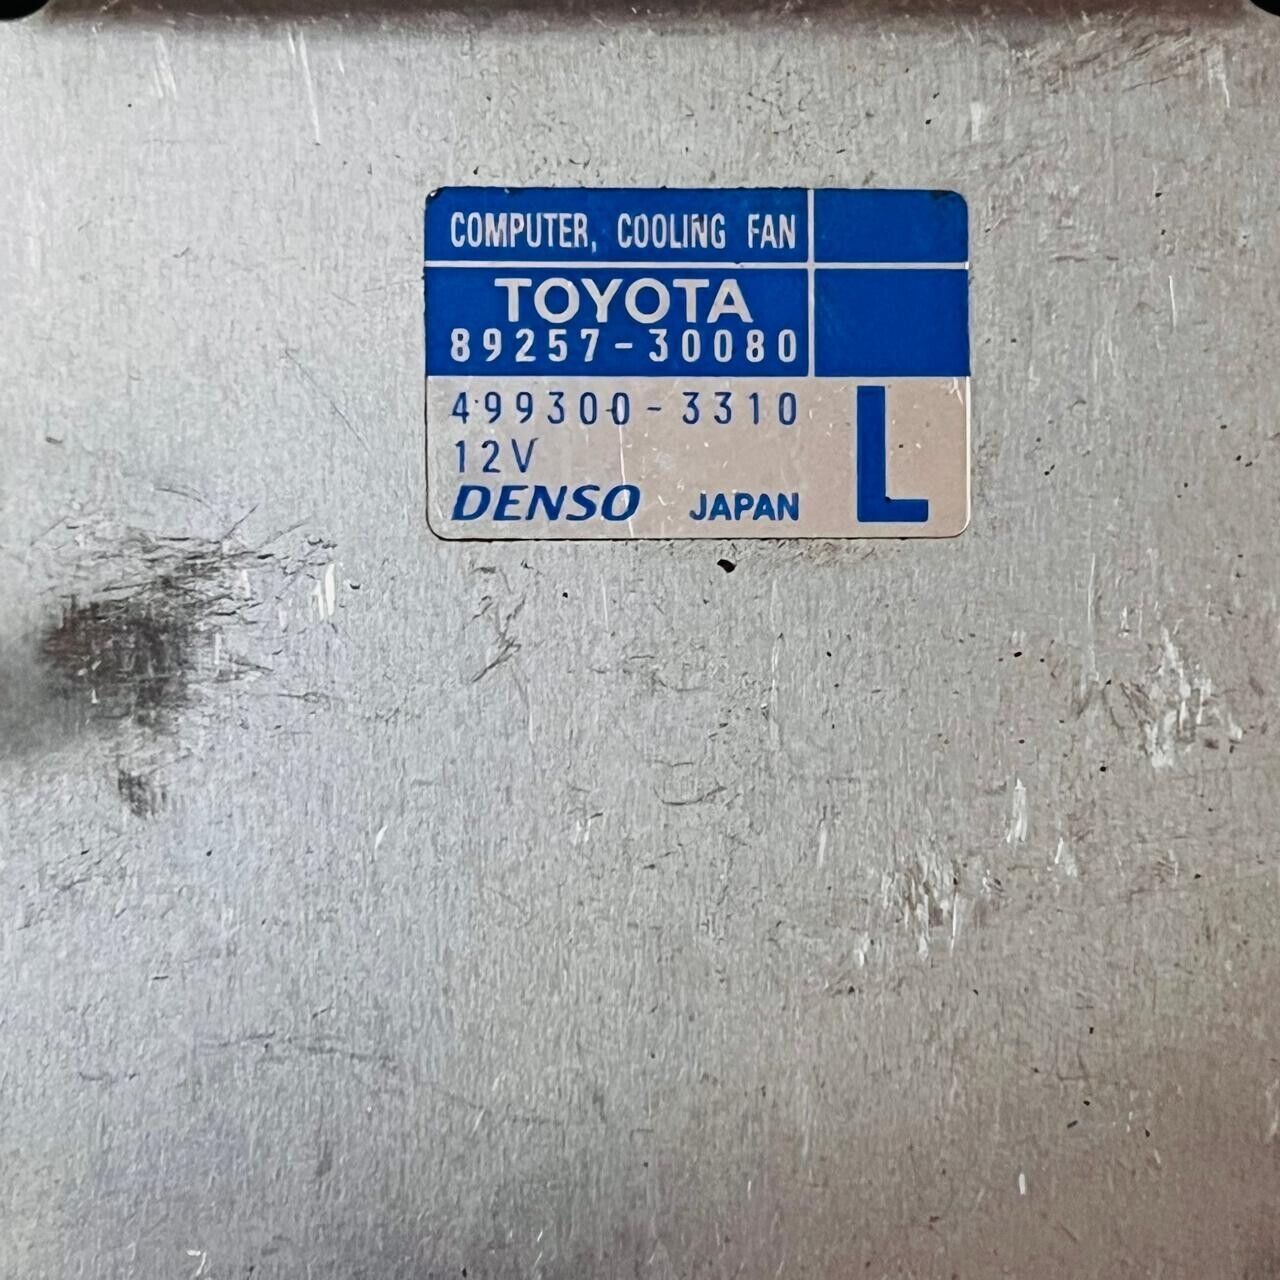 COMPUTER, COOLING FAN
TOYOTA
89257-30080
499300-3310
12V
DENSO JAPAN
L